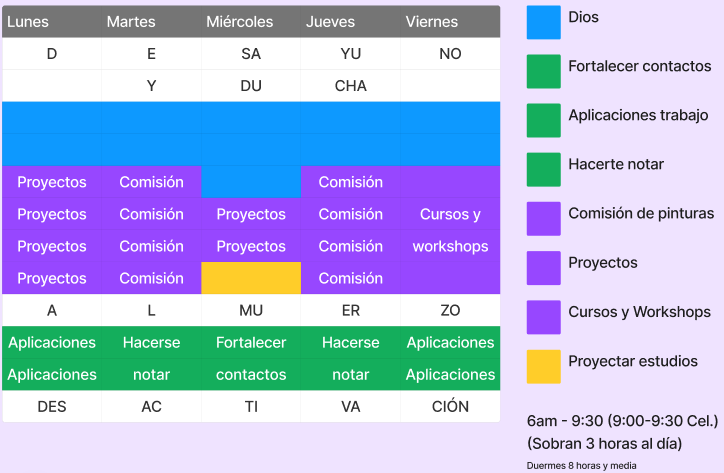 Lunes Martes Miércoles Jueves Viernes
D E SA YU NO
Y DU CHA
Proyectos Comisión Comisión
Proyectos Comisión Proyectos Comisión Cursos y
Proyectos Comisión Proyectos Comisión workshops
Proyectos Comisión Comisión
A L MU ER ZO
Aplicaciones Hacerse Fortalecer Hacerse Aplicaciones
Aplicaciones notar contactos notar Aplicaciones
DES AC TI VA CIÓN
Dios
Fortalecer contactos
Aplicaciones trabajo
Hacerte notar
Comisión de pinturas
Proyectos
Cursos y Workshops
Proyectar estudios
6am - 9:30 (9:00-9:30 Cel.)
(Sobran 3 horas al día)
Duermes 8 horas y media